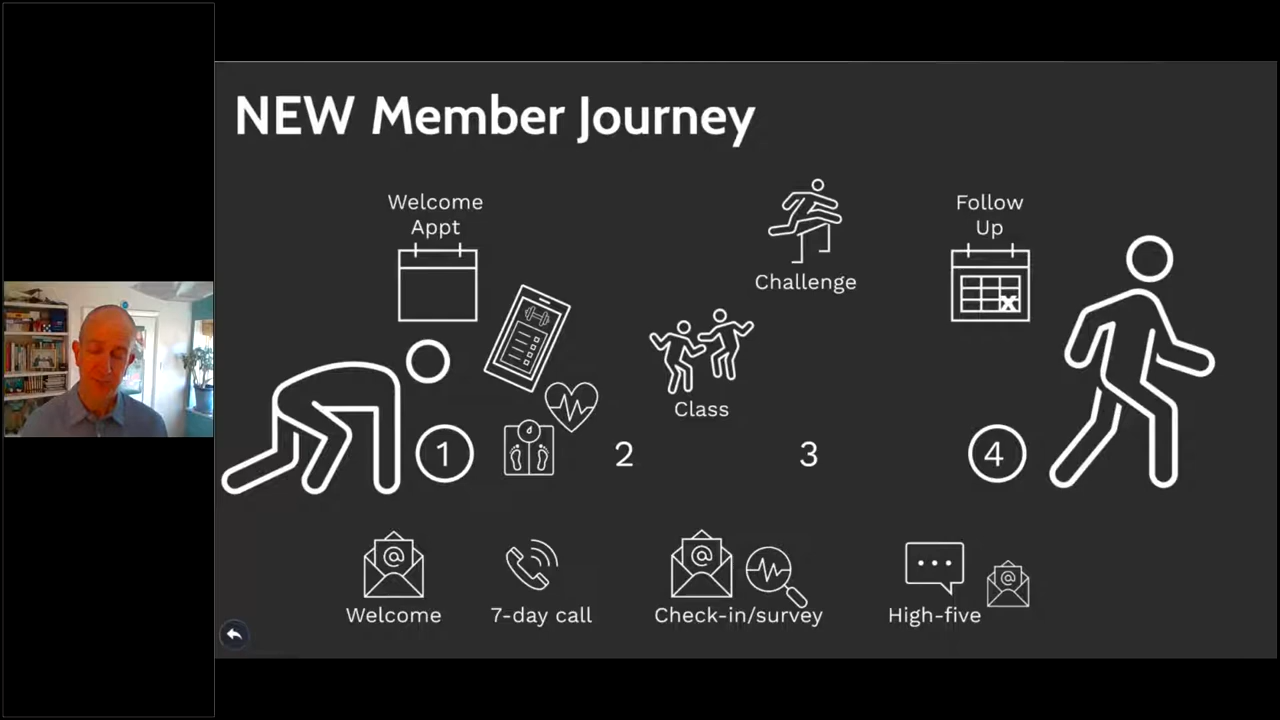 NEW Member Journey
Welcome
Appt
Follow
Up
Challenge
x
Class
1
2
3
4
@
@
@
Welcome
7-day call
Check-in/survey
High-five